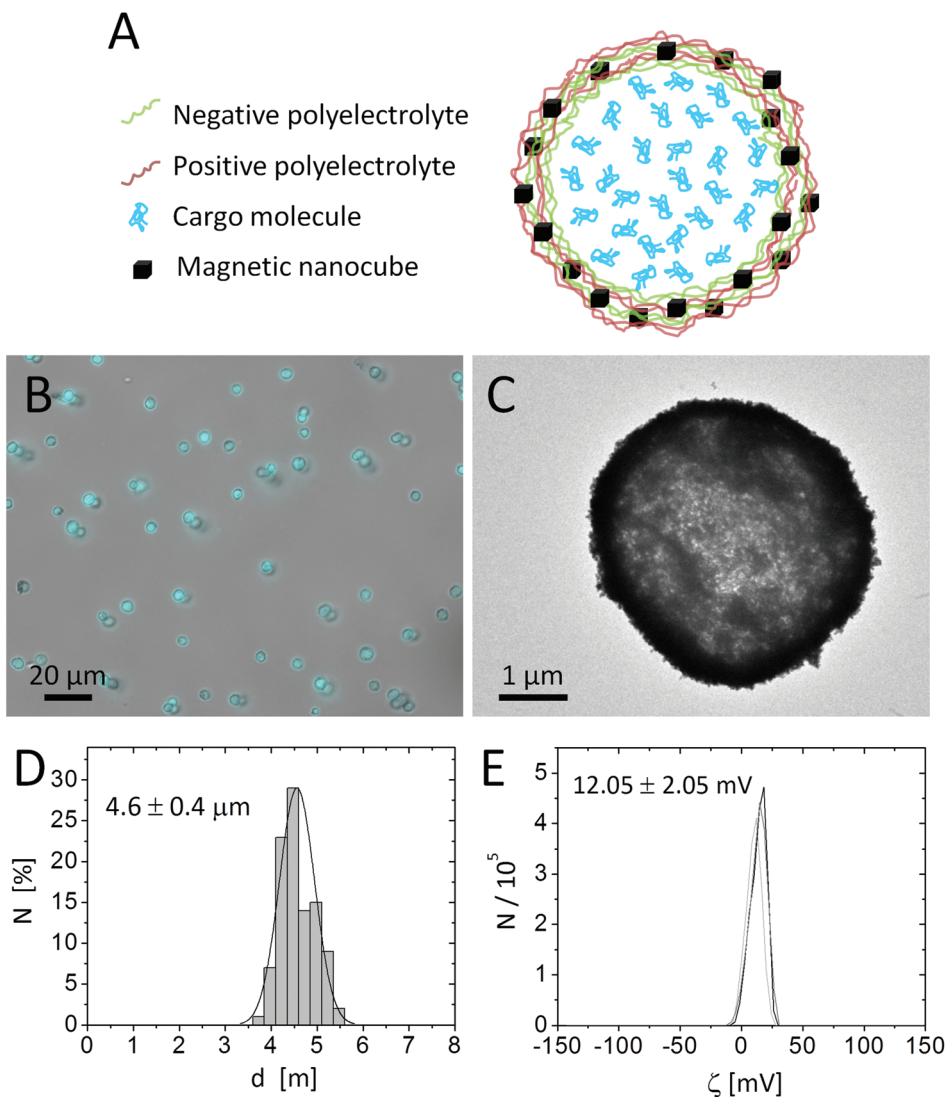 A
Negative polyelectrolyte
Positive polyelectrolyte
Cargo molecule
Magnetic nanocube
B
20 µm
C
1 µm
D
4.6 ± 0.4 µm
30
25
20
15
10
5
0
N [%]
0 1 2 3 4 5 6 7 8
d [m]
E
12.05 ± 2.05 mV
5
4
3
2
1
0
N / 10⁵
-150 -100 -50 0 50 100 150
ζ [mV]